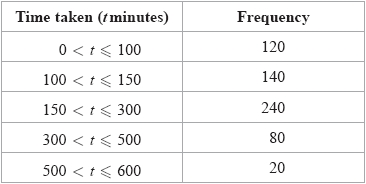 Time taken (t minutes) Frequency
0 < t ⩽ 100 120
100 < t ⩽ 150 140
150 < t ⩽ 300 240
300 < t ⩽ 500 80
500 < t ⩽ 600 20